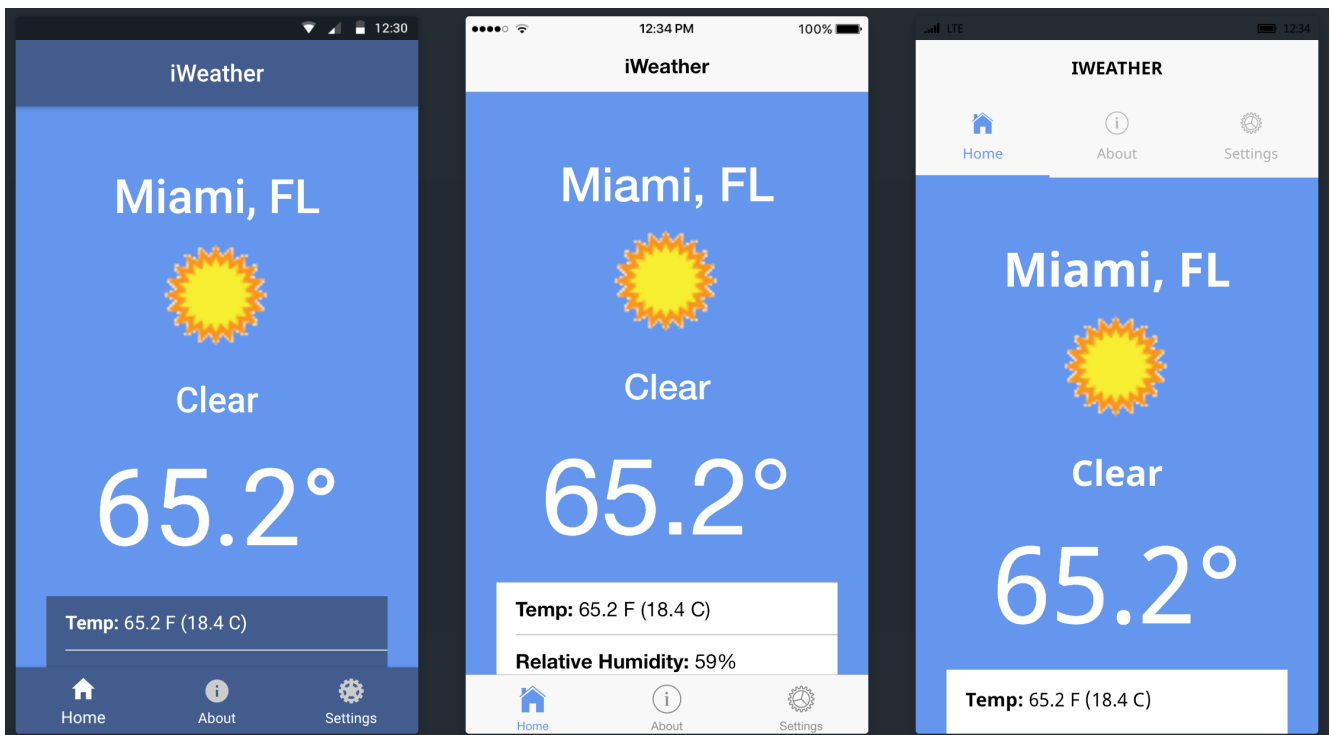 12:30
iWeather
Miami, FL
Clear
65.2°
Temp: 65.2 F (18.4 C)
Home About Settings
12:34 PM 100%
iWeather
Miami, FL
Clear
65.2°
Temp: 65.2 F (18.4 C)
Relative Humidity: 59%
Home About Settings
LTE 12:34
IWEATHER
Home About Settings
Miami, FL
Clear
65.2°
Temp: 65.2 F (18.4 C)